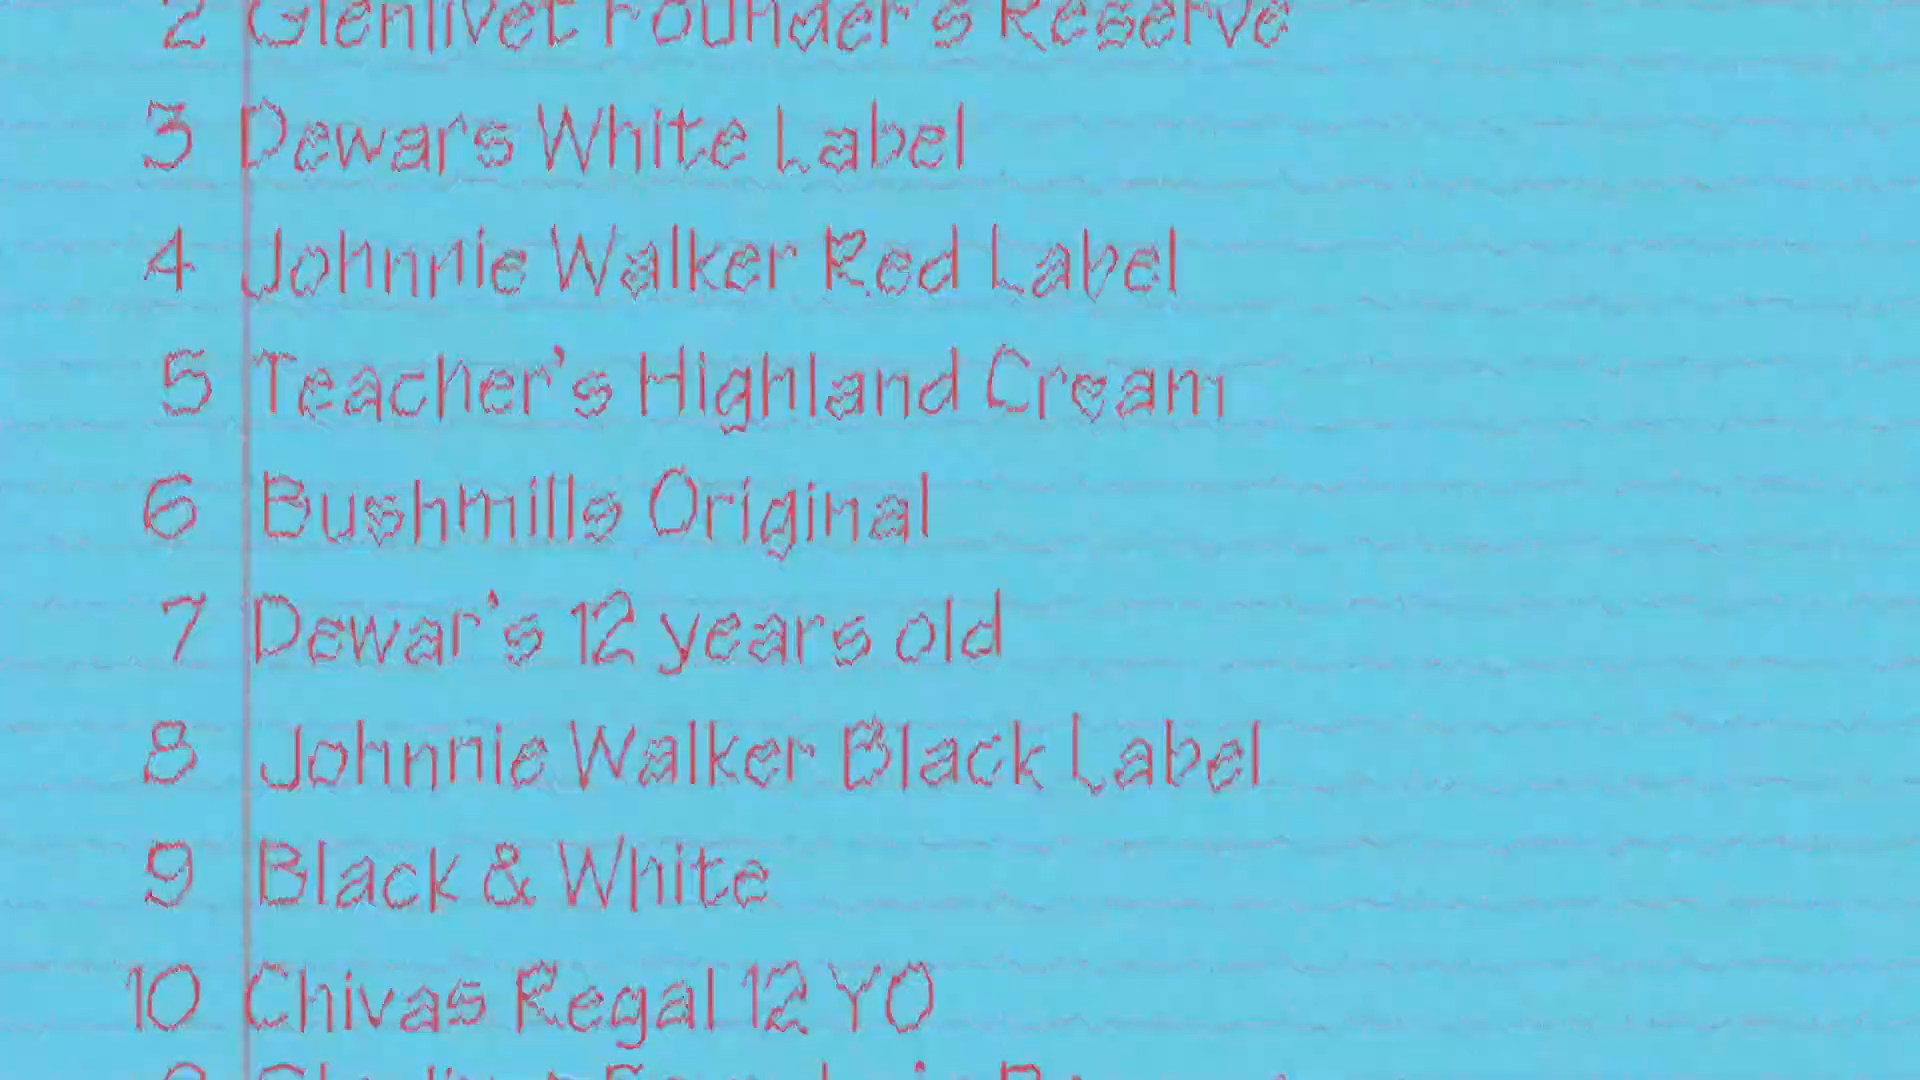 2 Glenlivet Founder's Reserve
3 Dewar's White Label
4 Johnnie Walker Red Label
5 Teacher's Highland Cream
6 Bushmills Original
7 Dewar's 12 years old
8 Johnnie Walker Black Label
9 Black & White
10 Chivas Regal 12 YO